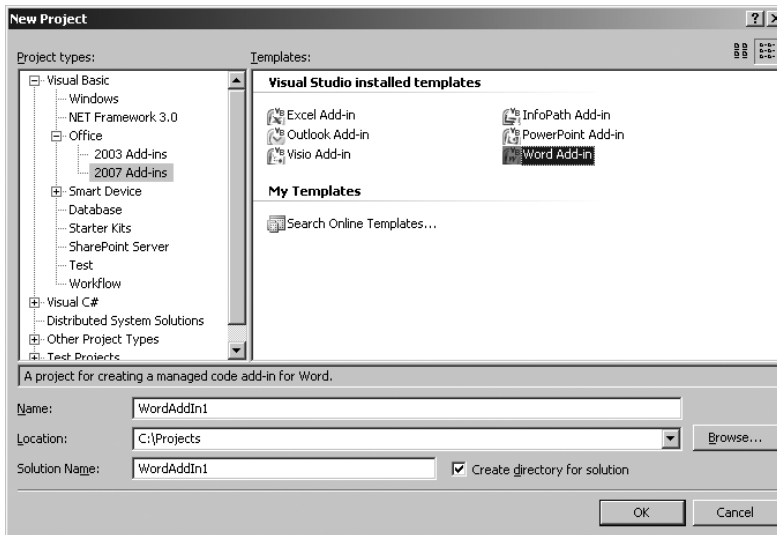 New Project
Project types:
Templates:
Visual Basic
Windows
NET Framework 3.0
Office
2003 Add-ins
2007 Add-ins
Smart Device
Database
Starter Kits
SharePoint Server
Test
Workflow
Visual C#
Distributed System Solutions
Other Project Types
Test Projects
Visual Studio installed templates
Excel Add-in
InfoPath Add-in
Outlook Add-in
PowerPoint Add-in
Visio Add-in
Word Add-in
My Templates
Search Online Templates...
A project for creating a managed code add-in for Word.
Name:
WordAddIn1
Location:
C:\Projects
Browse...
Solution Name:
WordAddIn1
Create directory for solution
OK
Cancel